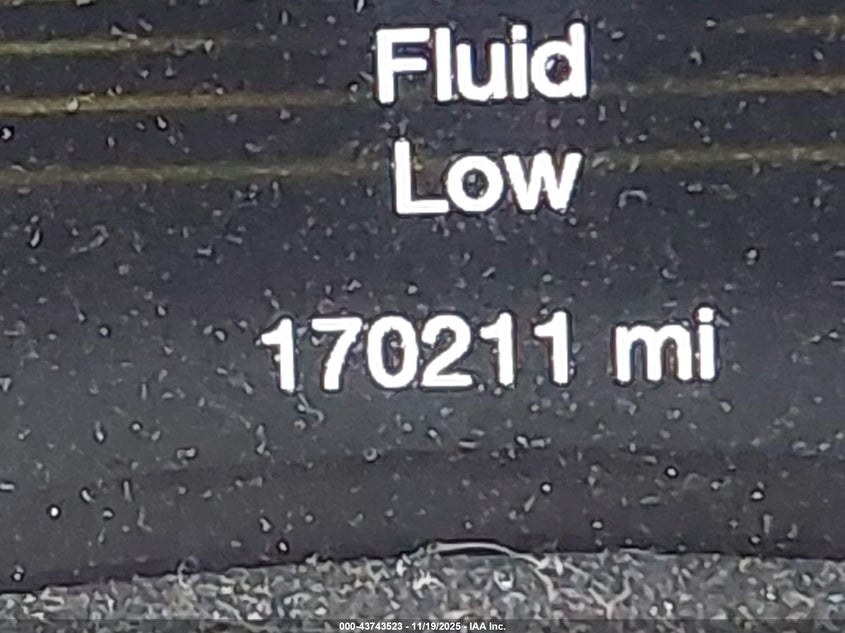 Fluid
Low
170211 mi
000-43743523 - 11/19/2025 - IAA Inc.